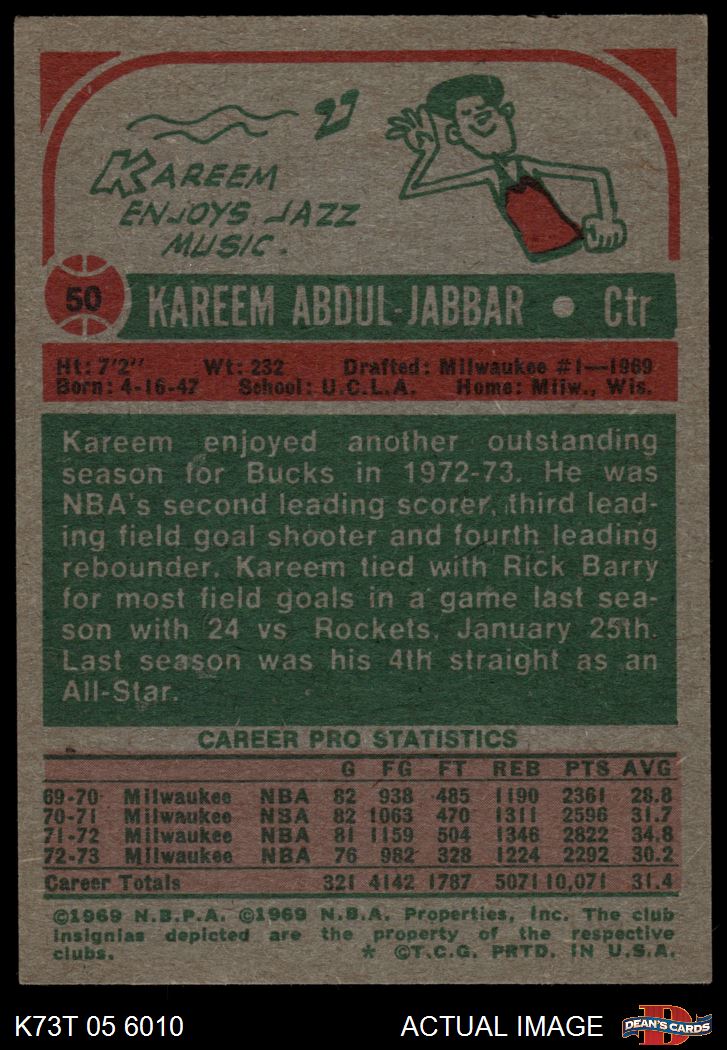 KAREEM
ENJOYS JAZZ
MUSIC.
50 KAREEM ABDUL-JABBAR • Ctr
Ht: 7'2" Wt: 232 Drafted: Milwaukee #1—1969
Born: 4-16-47 School: U.C.L.A. Home: Milw., Wis.
Kareem enjoyed another outstanding
season for Bucks in 1972-73. He was
NBA's second leading scorer, third lead-
ing field goal shooter and fourth leading
rebounder. Kareem tied with Rick Barry
for most field goals in a game last sea-
son with 24 vs Rockets, January 25th.
Last season was his 4th straight as an
All-Star.
CAREER PRO STATISTICS
G FG FT REB PTS AVG
69-70 Milwaukee NBA 82 938 485 1190 2361 28.8
70-71 Milwaukee NBA 82 1063 470 1311 2596 31.7
71-72 Milwaukee NBA 81 1159 504 1346 2822 34.8
72-73 Milwaukee NBA 76 982 328 1224 2292 30.2
Career Totals 321 4142 1787 5071 10,071 31.4
©1969 N.B.P.A. ©1969 N.B.A. Properties, Inc. The club
insignias depicted are the property of the respective
clubs. * ©T.C.G. PRTD. IN U.S.A.
K73T 05 6010 ACTUAL IMAGE DEAN'S CARDS